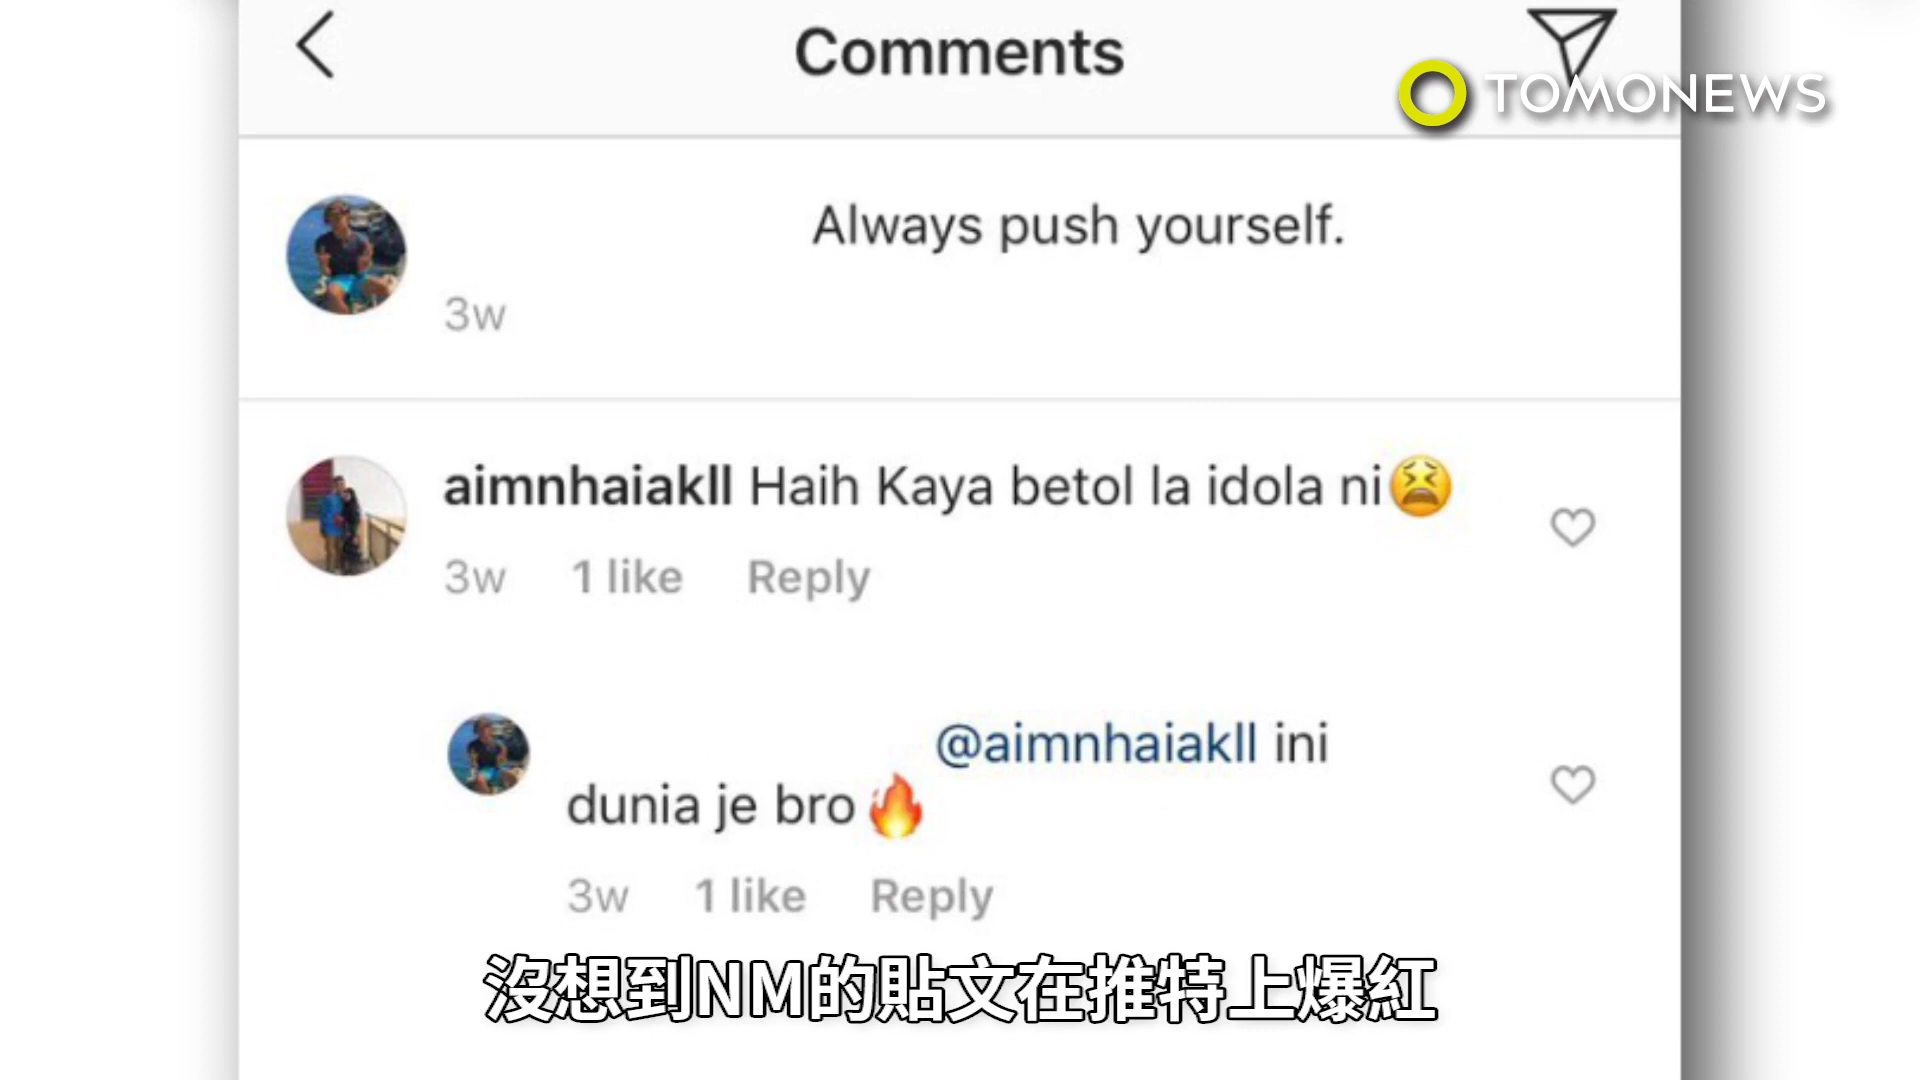 Comments
TOMONEWS
Always push yourself.
3w
aimnhaiakll Haih Kaya betol la idola ni😫
3w 1 like Reply
@aimnhaiakll ini
dunia je bro🔥
3w 1 like Reply
沒想到NM的貼文在推特上爆紅